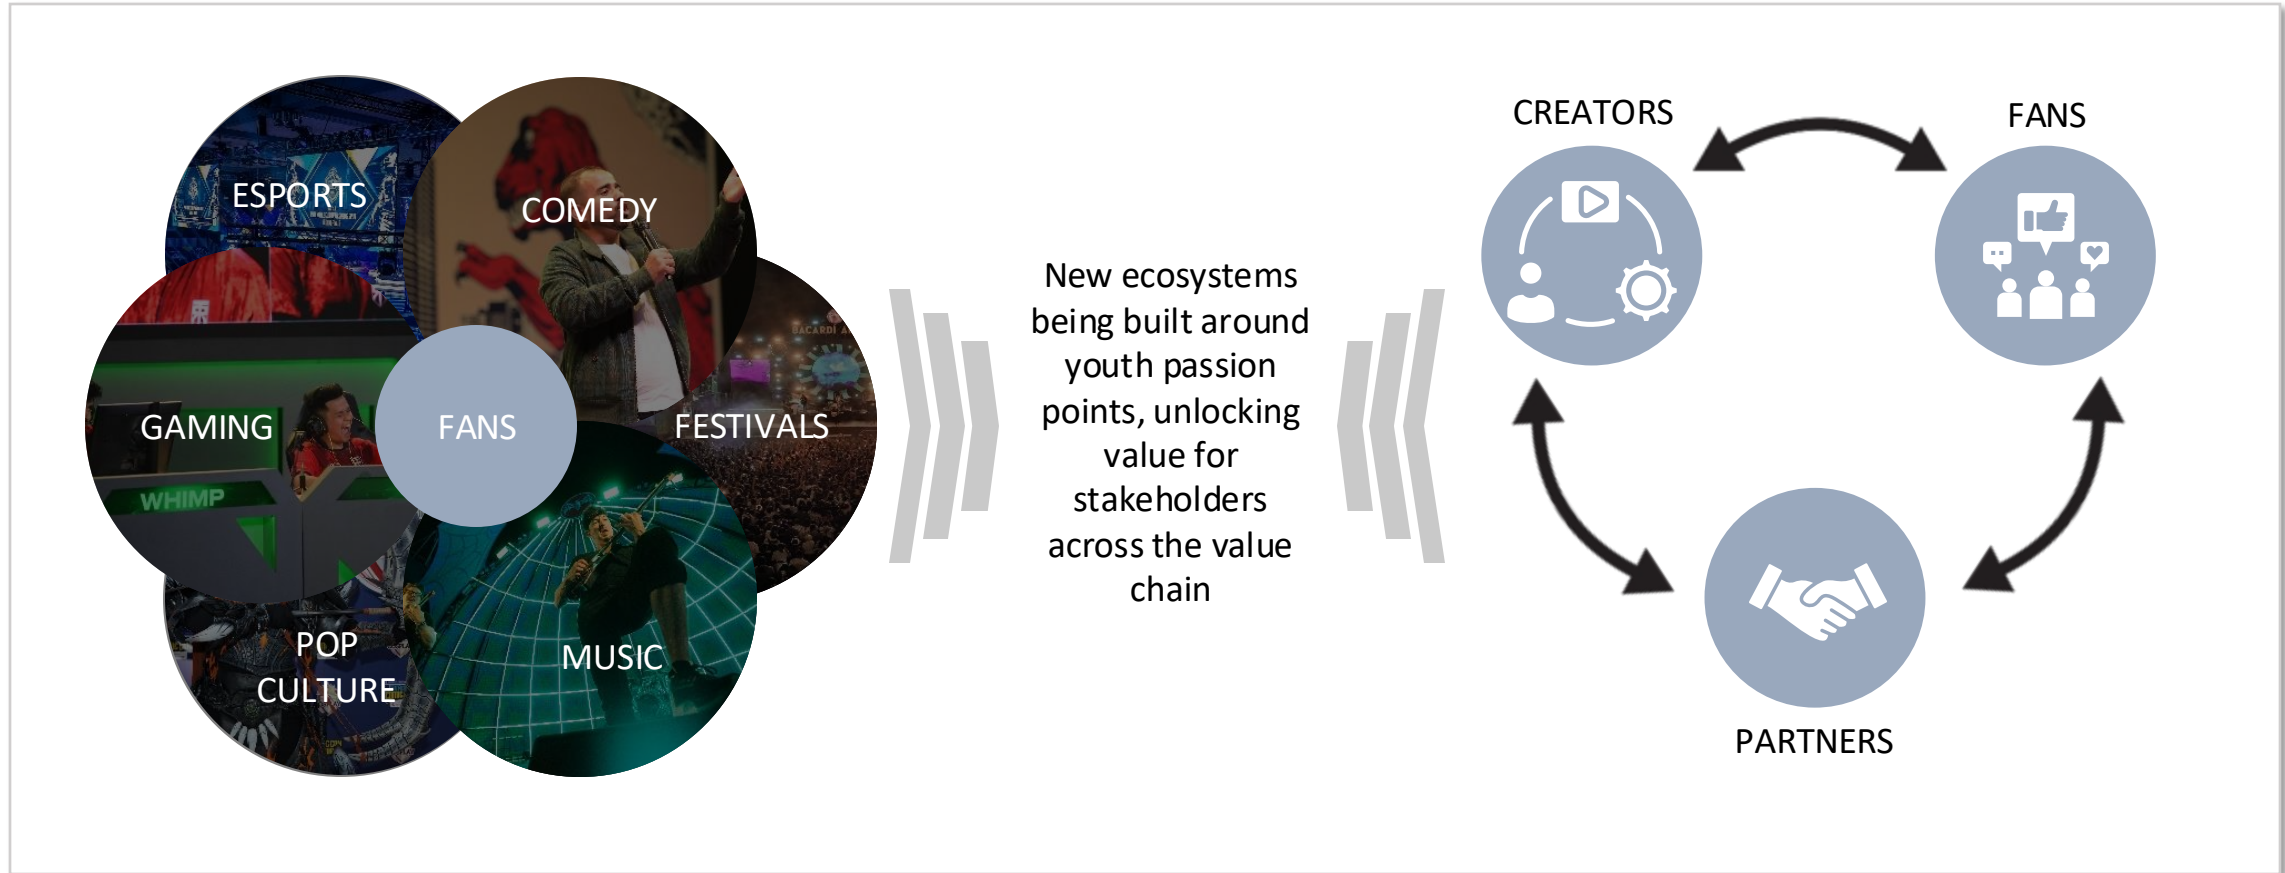 ESPORTS
COMEDY
GAMING
FANS
FESTIVALS
BACARDI
WHIMP
POP
CULTURE
MUSIC
New ecosystems
being built around
youth passion
points, unlocking
value for
stakeholders
across the value
chain
CREATORS
FANS
PARTNERS